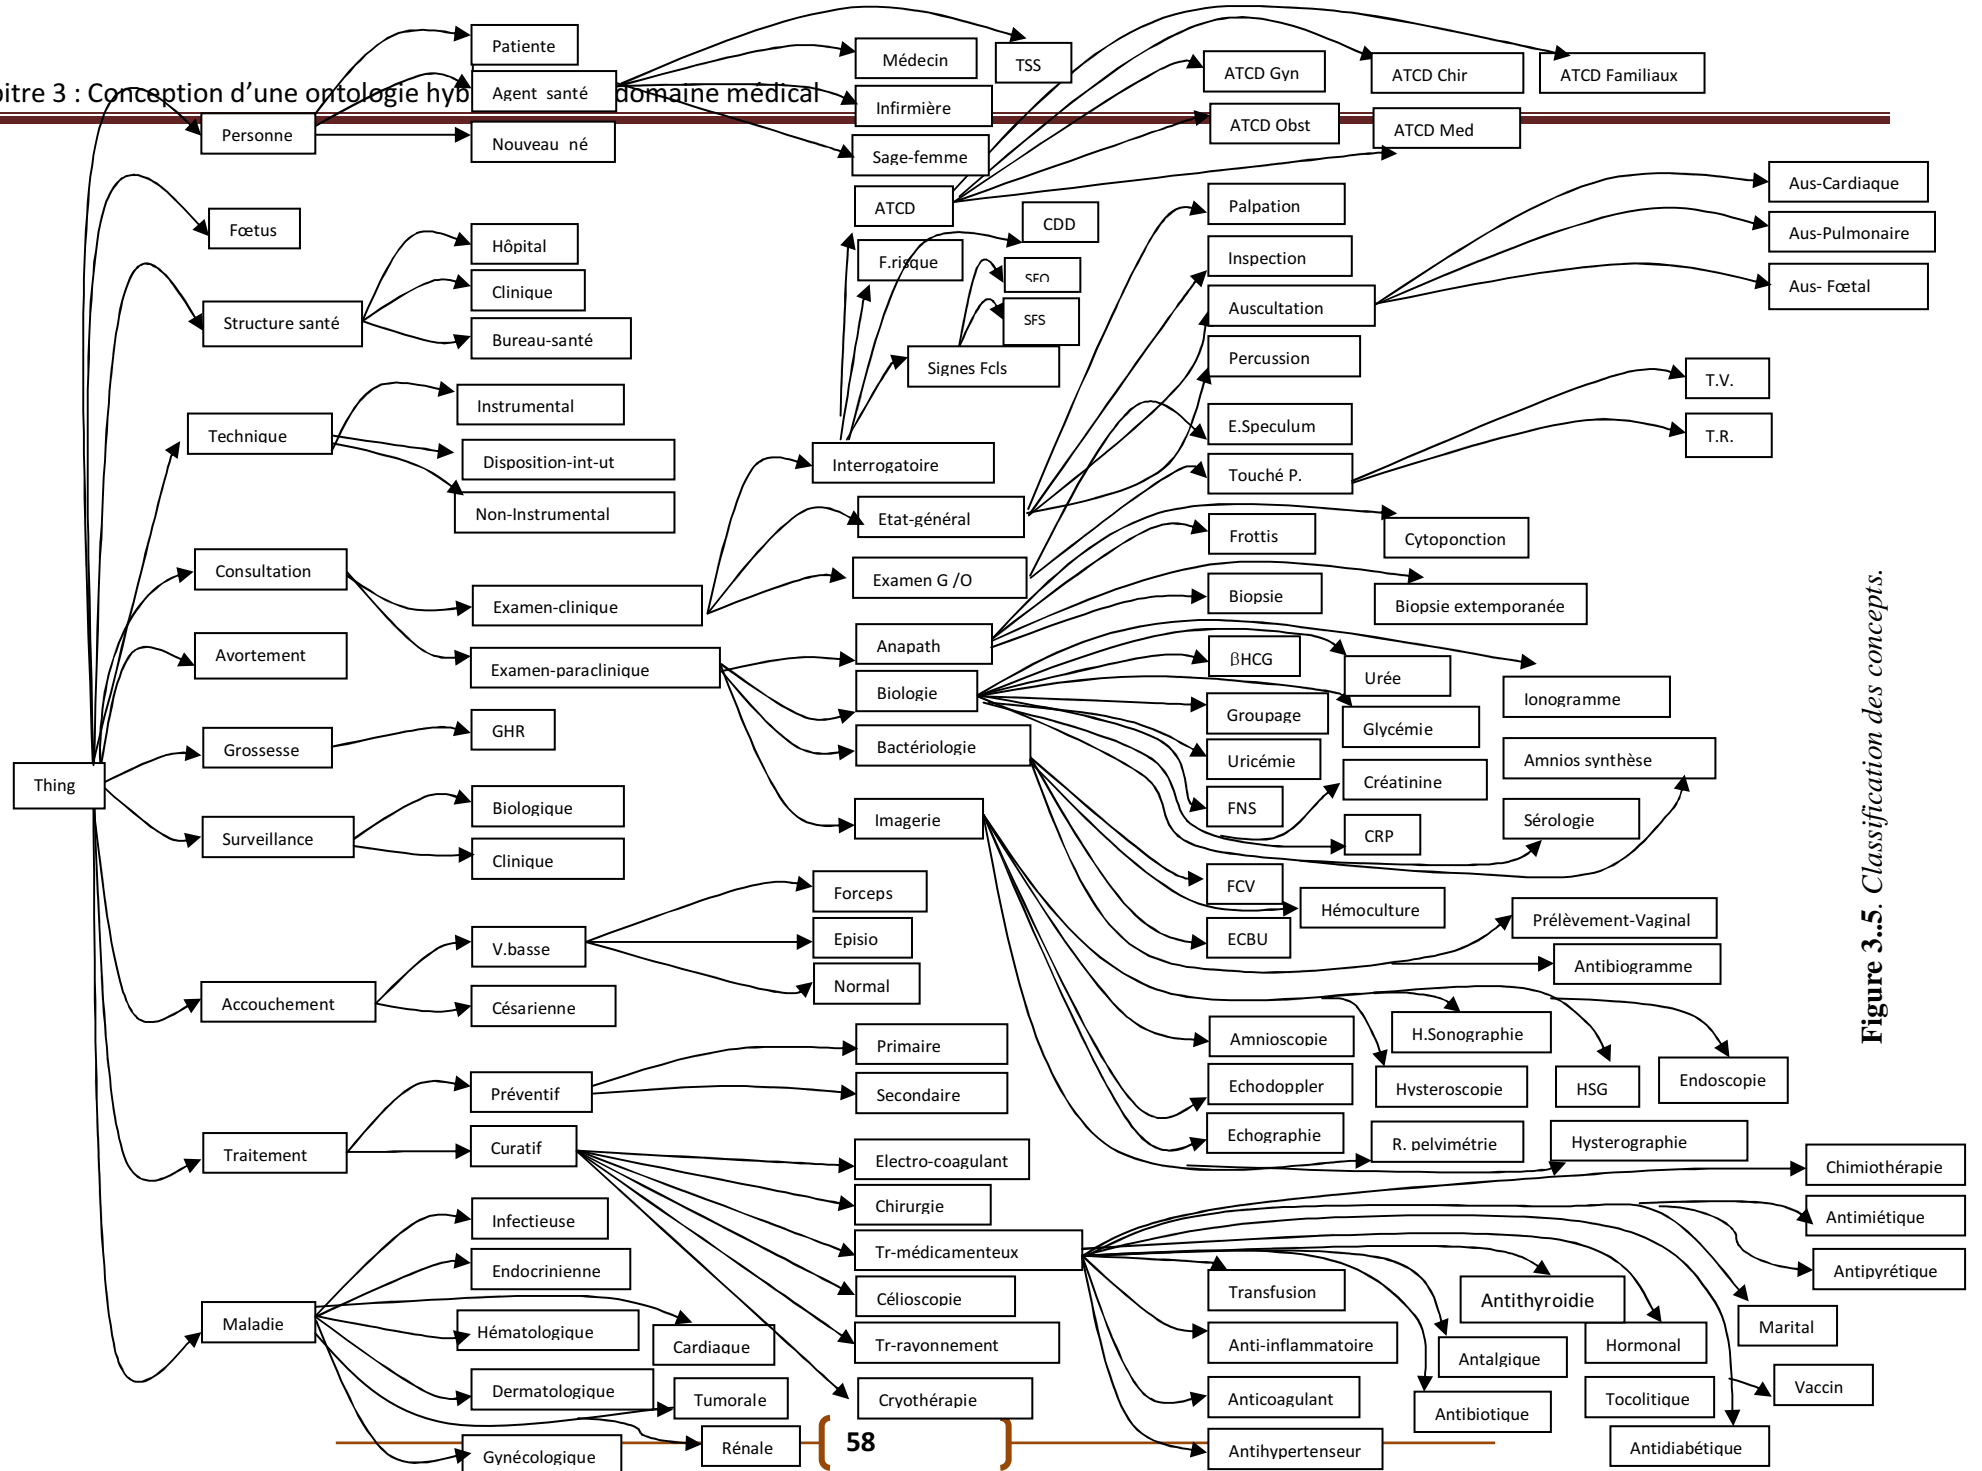 pitre 3 : Conception d'une ontologie hyb domaine médical
Thing
Personne
Fœtus
Structure santé
Technique
Consultation
Avortement
Grossesse
Surveillance
Accouchement
Traitement
Maladie
Patiente
Agent santé
Nouveau né
Hôpital
Clinique
Bureau-santé
Instrumental
Disposition-int-ut
Non-Instrumental
Examen-clinique
Examen-paraclinique
GHR
Biologique
Clinique
V.basse
Césarienne
Préventif
Curatif
Infectieuse
Endocrinienne
Hématologique
Cardiaque
Dermatologique
Tumorale
Rénale
Gynécologique
Médecin
TSS
Infirmière
Sage-femme
ATCD
F.risque
CDD
SFO
SFS
Signes Fcls
Interrogatoire
Etat-général
Examen G /O
Anapath
Biologie
Bactériologie
Imagerie
Forceps
Episio
Normal
Primaire
Secondaire
Electro-coagulant
Chirurgie
Tr-médicamenteux
Célioscopie
Tr-rayonnement
Cryothérapie
ATCD Gyn
ATCD Chir
ATCD Familiaux
ATCD Obst
ATCD Med
Palpation
Inspection
Auscultation
Percussion
E.Speculum
Touché P.
Aus-Cardiaque
Aus-Pulmonaire
Aus- Fœtal
T.V.
T.R.
Frottis
Cytoponction
Biopsie
Biopsie extemporanée
βHCG
Urée
Ionogramme
Groupage
Glycémie
Uricémie
Amnios synthèse
Créatinine
FNS
Sérologie
CRP
FCV
Hémoculture
Prélèvement-Vaginal
ECBU
Antibiogramme
Amnioscopie
H.Sonographie
Echodoppler
Hysteroscopie
HSG
Endoscopie
Echographie
R. pelvimétrie
Hysterographie
Chimiothérapie
Antimiétique
Antipyrétique
Transfusion
Antithyroidie
Marital
Anti-inflammatoire
Antalgique
Hormonal
Vaccin
Anticoagulant
Antibiotique
Tocolitique
Antihypertenseur
Antidiabétique
Figure 3..5. Classification des concepts.
58